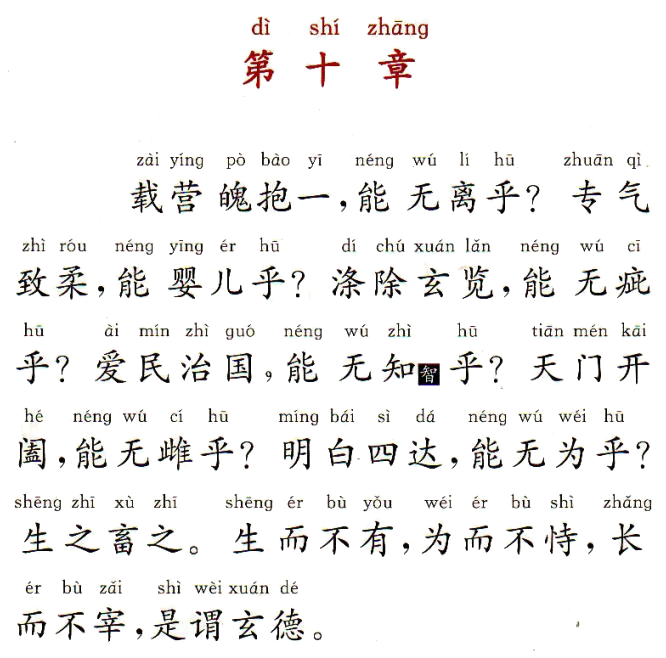 dì shí zhāng
第十章
zài yíng pò bào yī néng wú lí hū zhuān qì
载营魄抱一，能无离乎？专气
zhì róu néng yīng ér hū dí chú xuán lǎn néng wú cī
致柔，能婴儿乎？涤除玄览，能无疵
hū ài mín zhì guó néng wú zhì hū tiān mén kāi
乎？爱民治国，能无知智乎？天门开
hé néng wú cí hū míng bái sì dá néng wú wéi hū
阖，能无雌乎？明白四达，能无为乎？
shēng zhī xù zhī shēng ér bù yǒu wéi ér bù shì zhǎng
生之畜之。生而不有，为而不恃，长
ér bù zǎi shì wèi xuán dé
而不宰，是谓玄德。